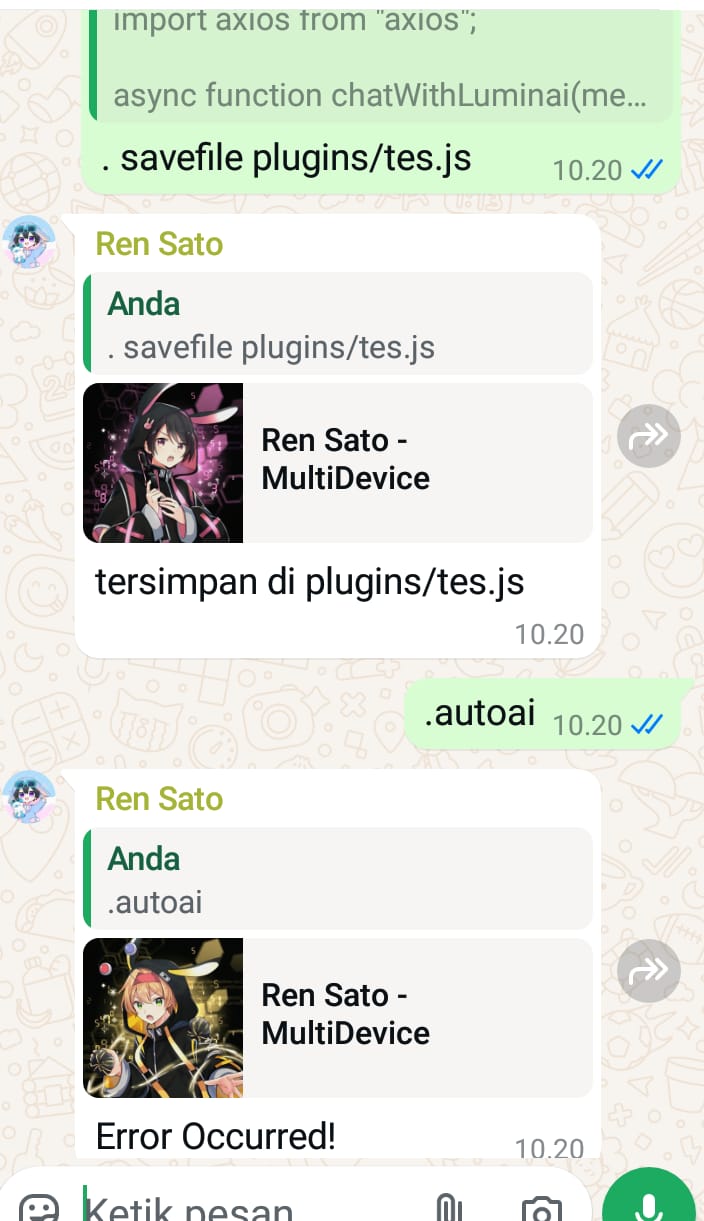 import axios from "axios";
async function chatWithLuminai(me...
. savefile plugins/tes.js
10.20
Ren Sato
Anda
. savefile plugins/tes.js
Ren Sato -
MultiDevice
tersimpan di plugins/tes.js
10.20
.autoai 10.20
Ren Sato
Anda
.autoai
Ren Sato -
MultiDevice
Error Occurred!
10.20
Ketik pesan